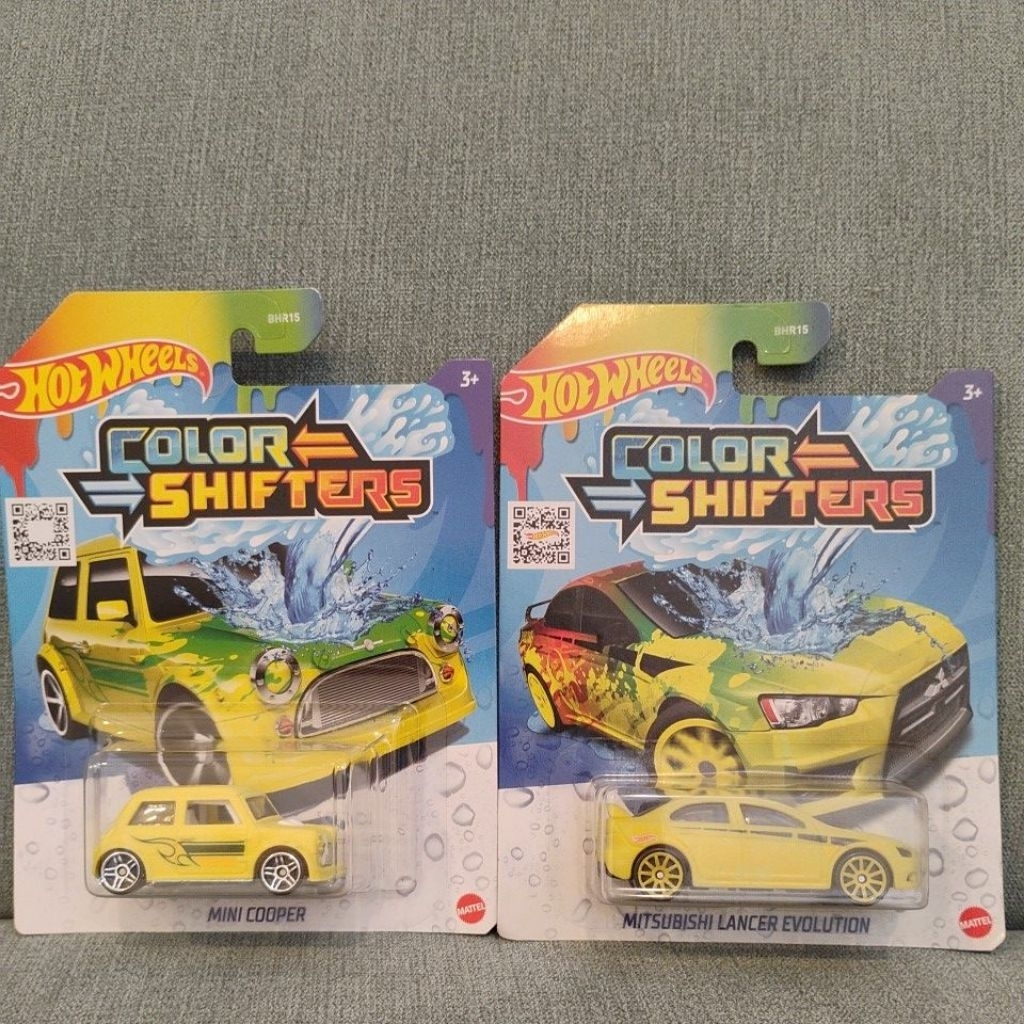 BHR15
HOT WHEELS
3+
COLOR
SHIFTERS
MINI COOPER
MATTEL
BHR15
HOT WHEELS
3+
COLOR
SHIFTERS
MITSUBISHI LANCER EVOLUTION
MATTEL